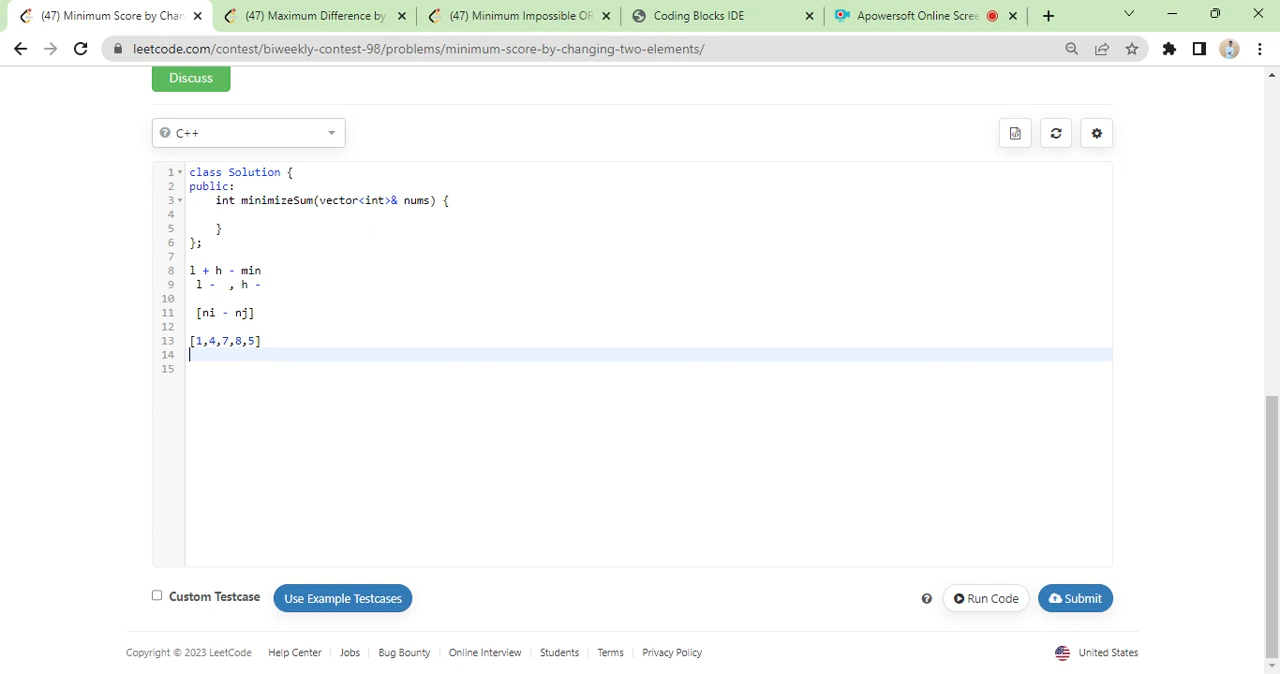 (47) Minimum Score by Chan
(47) Maximum Difference by
(47) Minimum Impossible OR
Coding Blocks IDE
Apowersoft Online Scree
leetcode.com/contest/biweekly-contest-98/problems/minimum-score-by-changing-two-elements/
Discuss
C++
1 class Solution {
2 public:
3 int minimizeSum(vector<int>& nums) {
4
5 }
6 };
7
8 l + h - min
9 l - , h -
10
11 [ni - nj]
12
13 [1,4,7,8,5]
14
15
Custom Testcase
Use Example Testcases
Run Code
Submit
Copyright © 2023 LeetCode
Help Center
Jobs
Bug Bounty
Online Interview
Students
Terms
Privacy Policy
United States